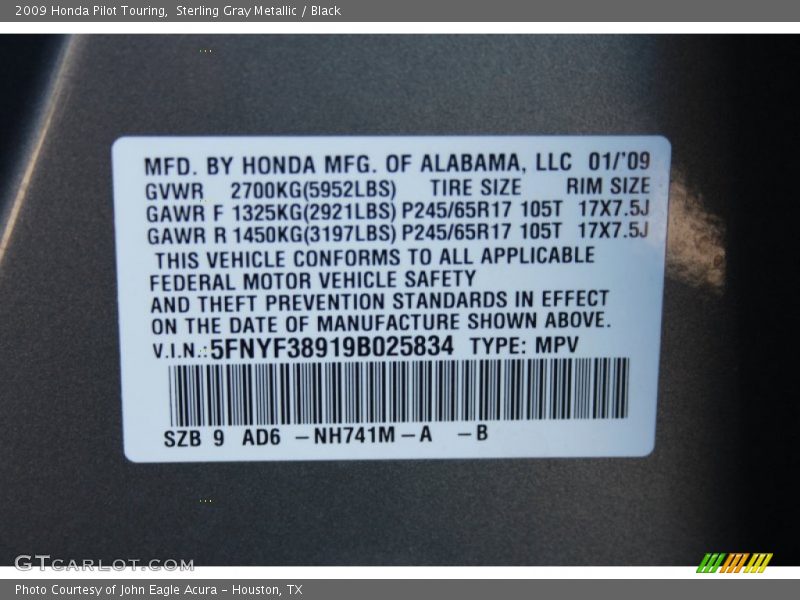 2009 Honda Pilot Touring,  Sterling Gray Metallic / Black
MFD. BY HONDA MFG. OF ALABAMA, LLC 01/'09
GVWR 2700KG(5952LBS) TIRE SIZE RIM SIZE
GAWR F 1325KG(2921LBS) P245/65R17 105T 17X7.5J
GAWR R 1450KG(3197LBS) P245/65R17 105T 17X7.5J
THIS VEHICLE CONFORMS TO ALL APPLICABLE
FEDERAL MOTOR VEHICLE SAFETY
AND THEFT PREVENTION STANDARDS IN EFFECT
ON THE DATE OF MANUFACTURE SHOWN ABOVE.
V.I.N.: 5FNYF38919B025834 TYPE: MPV
SZB 9 AD6 –NH741M–A –B
GTCARLOT.COM
Photo Courtesy of John Eagle Acura – Houston, TX